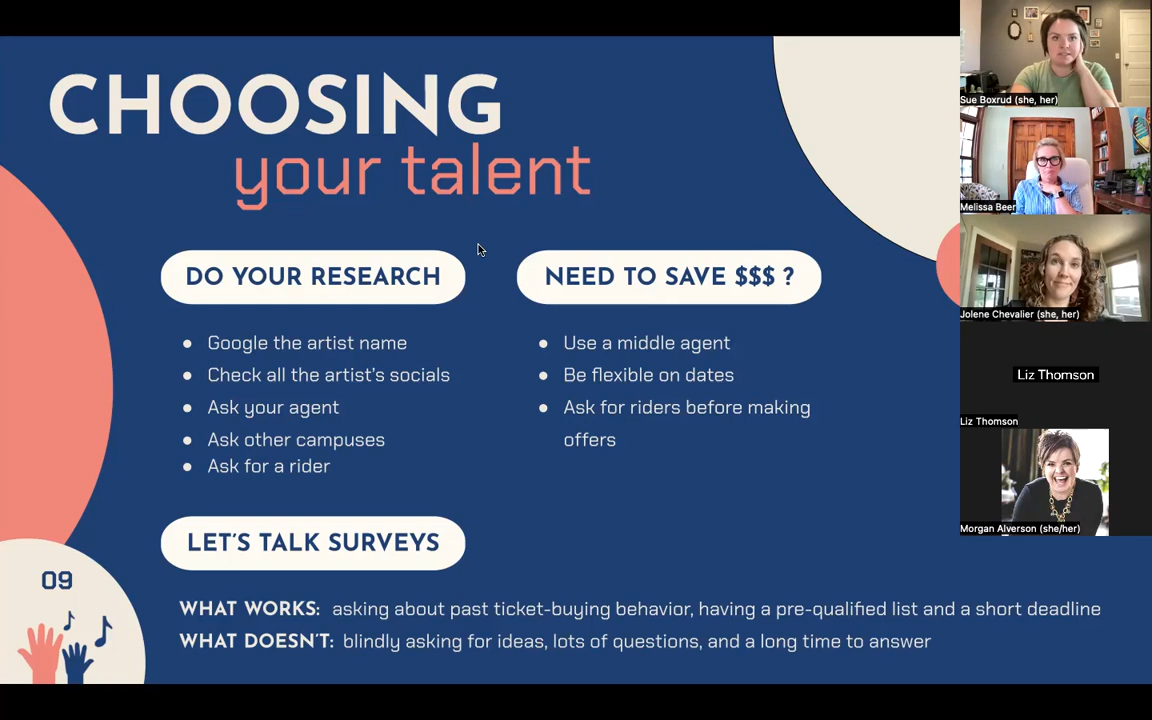 CHOOSING
your talent
DO YOUR RESEARCH
Google the artist name
Check all the artist's socials
Ask your agent
Ask other campuses
Ask for a rider
NEED TO SAVE $$$ ?
Use a middle agent
Be flexible on dates
Ask for riders before making
offers
LET'S TALK SURVEYS
WHAT WORKS: asking about past ticket-buying behavior, having a pre-qualified list and a short deadline
WHAT DOESN'T: blindly asking for ideas, lots of questions, and a long time to answer
09
Sue Boxrud (she, her)
Melissa Beer
Jolene Chevalier (she, her)
Liz Thomson
Liz Thomson
Morgan Alverson (she/her)